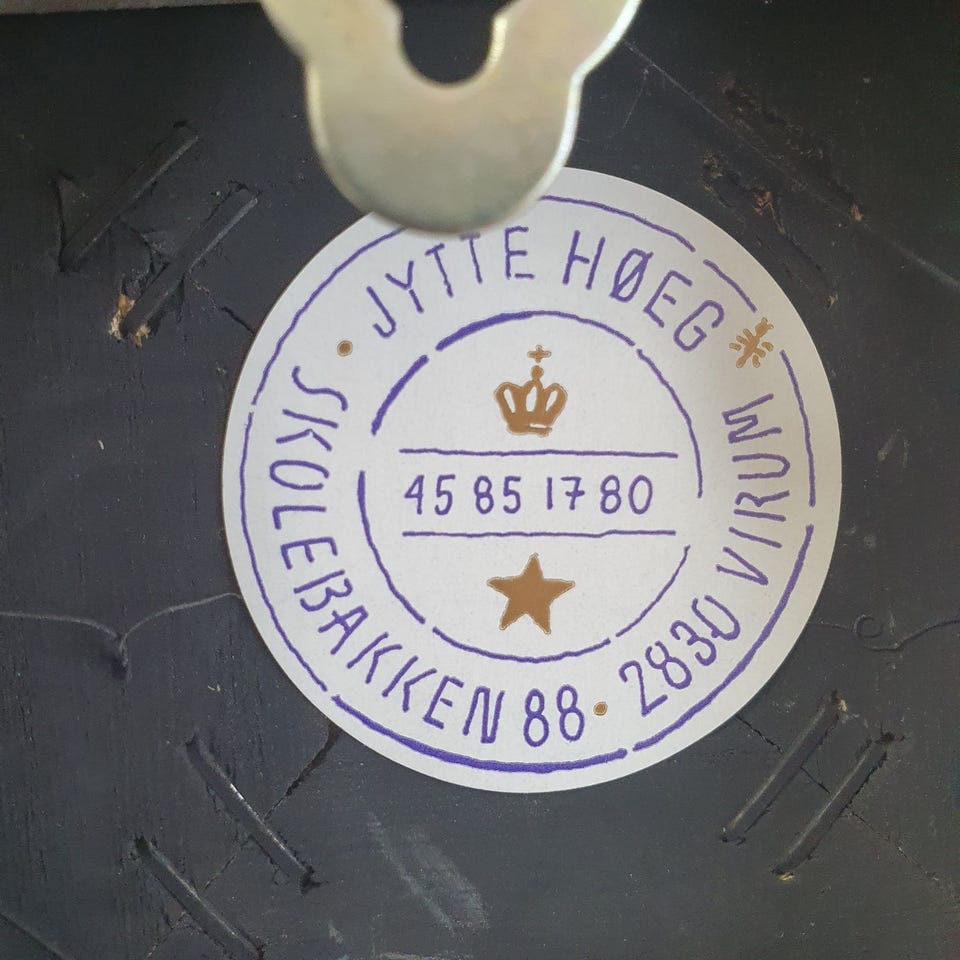 JYTTE HØEG
SKOLEBAKKEN 88 · 2830 VIRUM
45 85 17 80